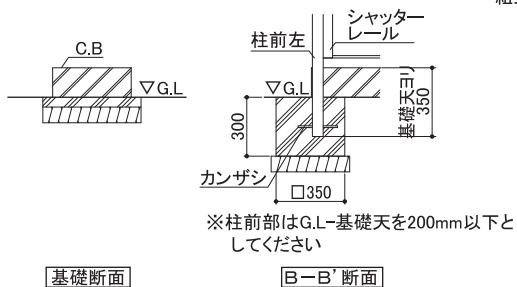 シャッター
レール
柱前左
C.B
▽G.L
▽G.L
基礎天ヨリ
350
300
カンザシ
□350
※柱前部はG.L-基礎天を200mm以下と
してください
基礎断面
B-B'断面